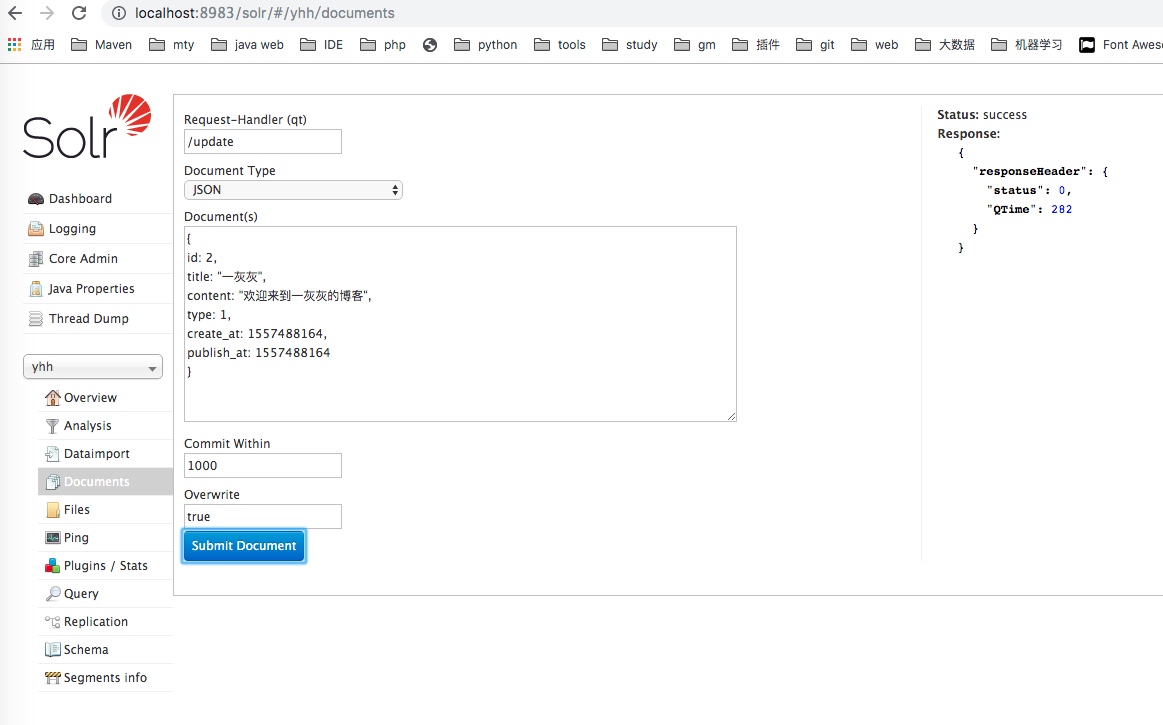 localhost:8983/solr/#/yhh/documents
应用 Maven mty java web IDE php python tools study gm 插件 git web 大数据 机器学习 Font Awes
Solr
Dashboard
Logging
Core Admin
Java Properties
Thread Dump
yhh
Overview
Analysis
Dataimport
Documents
Files
Ping
Plugins / Stats
Query
Replication
Schema
Segments info
Request-Handler (qt)
/update
Document Type
JSON
Document(s)
{
id: 2,
title: "一灰灰",
content: "欢迎来到一灰灰的博客",
type: 1,
create_at: 1557488164,
publish_at: 1557488164
}
Commit Within
1000
Overwrite
true
Submit Document
Status: success
Response:
{
"responseHeader": {
"status": 0,
"QTime": 282
}
}